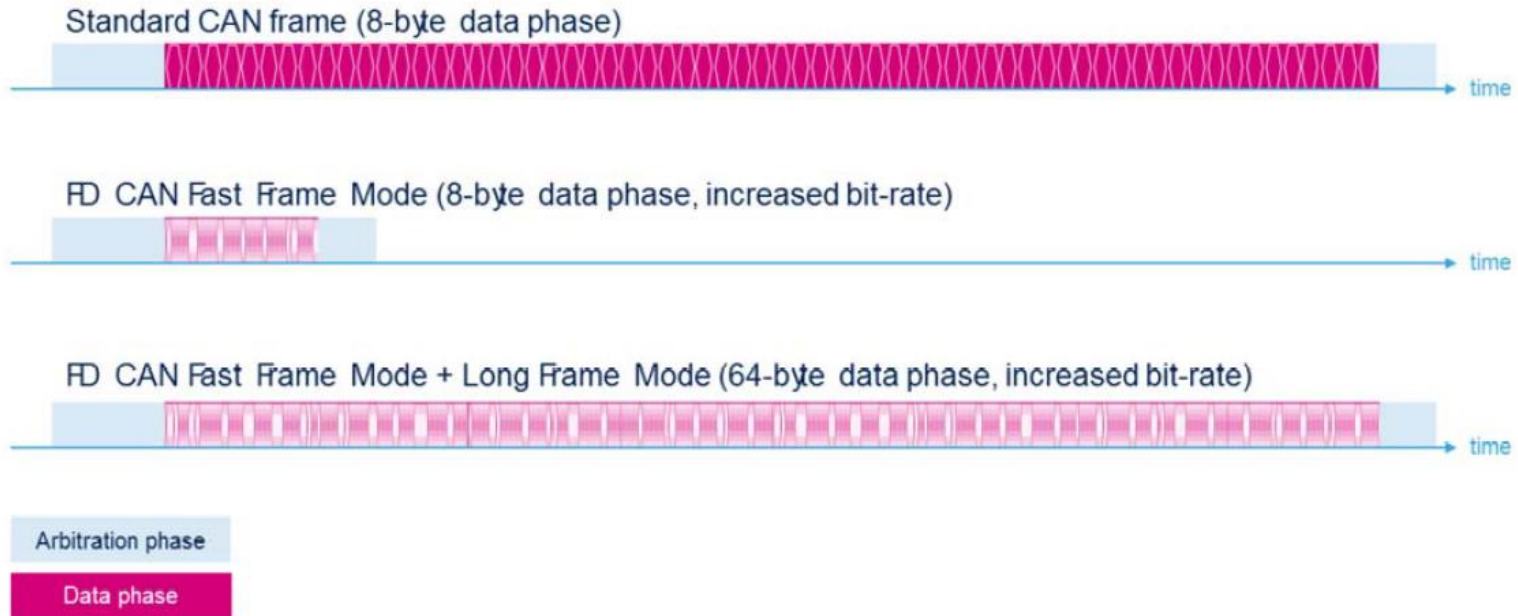 Standard CAN frame (8-byte data phase)
time
FD CAN Fast Frame Mode (8-byte data phase, increased bit-rate)
time
FD CAN Fast Frame Mode + Long Frame Mode (64-byte data phase, increased bit-rate)
time
Arbitration phase
Data phase